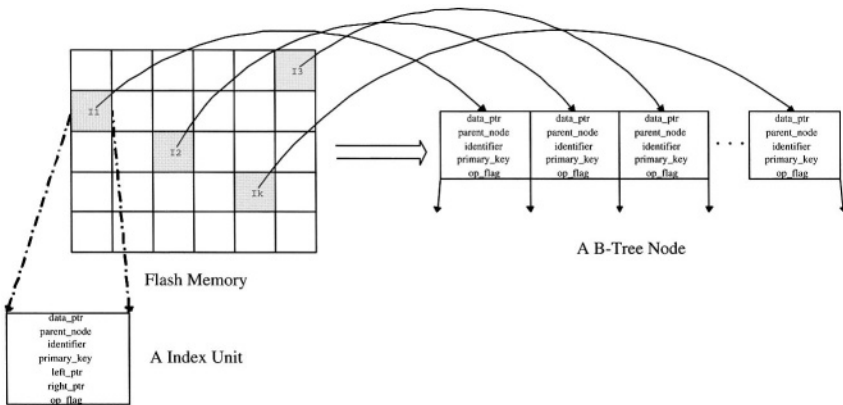 I3
I1
I2
Ik
data_ptr
parent_node
identifier
primary_key
op_flag
data_ptr
parent_node
identifier
primary_key
op_flag
data_ptr
parent_node
identifier
primary_key
op_flag
. . .
data_ptr
parent_node
identifier
primary_key
op_flag
A B-Tree Node
Flash Memory
data_ptr
parent_node
identifier
primary_key
left_ptr
right_ptr
op_flag
A Index Unit